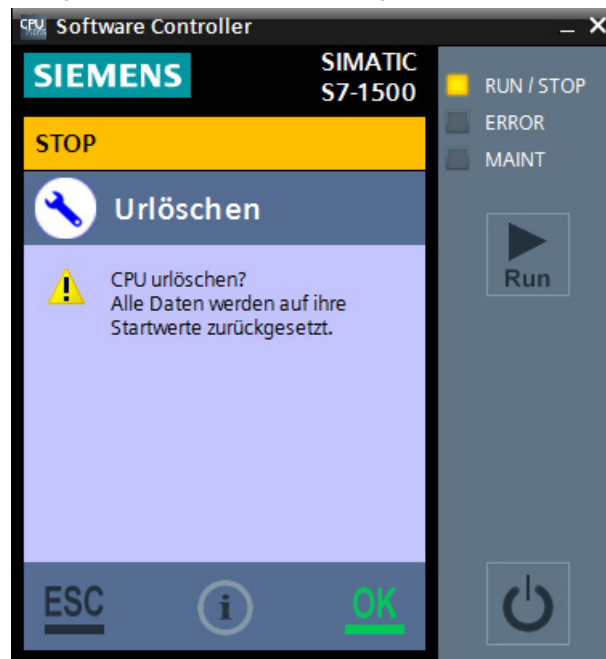 CPU Software Controller
SIEMENS
SIMATIC
S7-1500
STOP
Urlöschen
CPU urlöschen?
Alle Daten werden auf ihre
Startwerte zurückgesetzt.
ESC
i
OK
RUN / STOP
ERROR
MAINT
Run